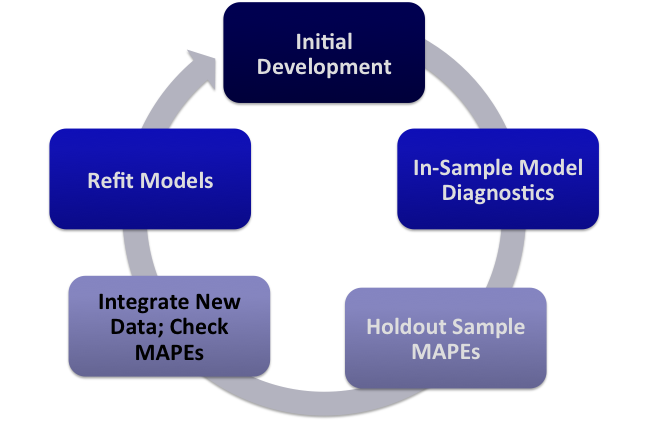 Initial
Development
In-Sample Model
Diagnostics
Holdout Sample
MAPEs
Integrate New
Data; Check
MAPEs
Refit Models